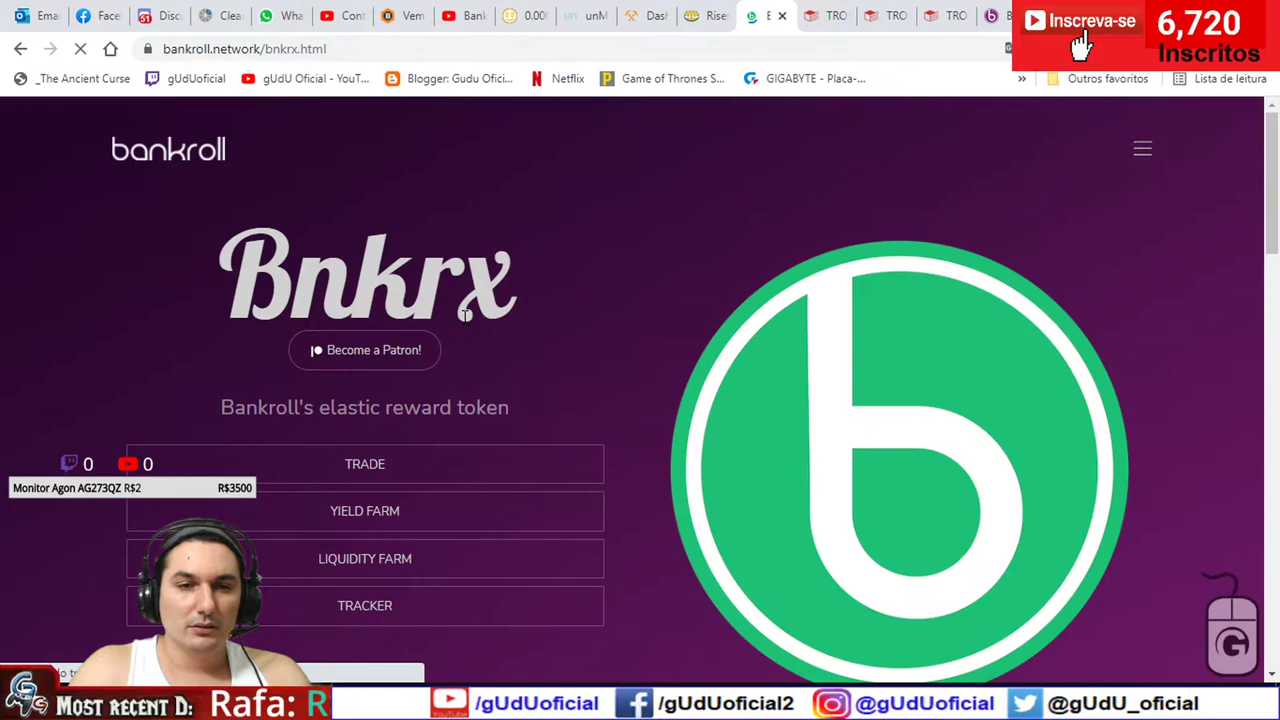 Ema
Face
Disc
51
Clea
Wha
Cont
Vem
Bank
0.00(
unM
Dash
Rise
TRO
TRO
TRO
Inscreva-se
6,720
Inscritos
bankroll.network/bnkrx.html
_The Ancient Curse
gUdUoficial
gUdU Oficial - YouT...
Blogger: Gudu Ofici...
Netflix
Game of Thrones S...
GIGABYTE - Placa-...
»
Outros favoritos
Lista de leitura
bankroll
Bnkrx
Become a Patron!
Bankroll's elastic reward token
TRADE
0
0
Monitor Agon AG273QZ R$2
R$3500
YIELD FARM
LIQUIDITY FARM
TRACKER
MOST RECENT D:
Rafa: R
/gUdUoficial
/gUdUoficial2
@gUdUoficial
@gUdU_oficial